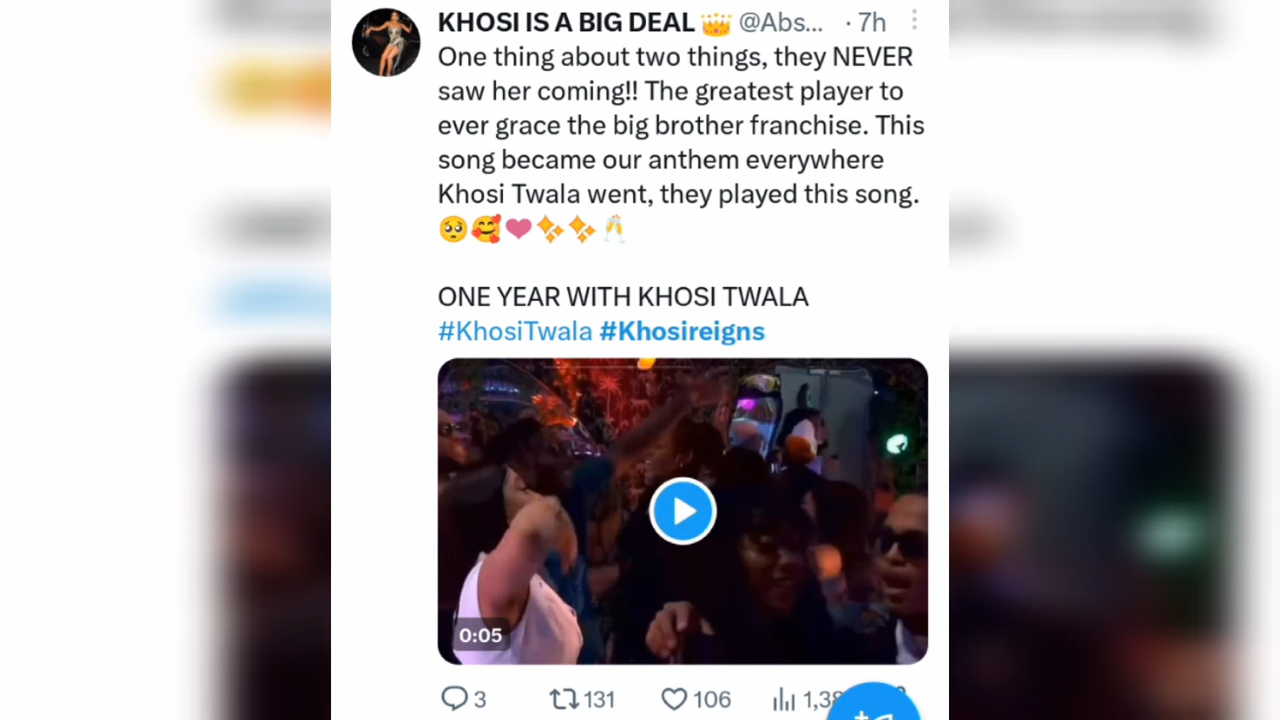 KHOSI IS A BIG DEAL 👑 @Abs... · 7h
One thing about two things, they NEVER
saw her coming!! The greatest player to
ever grace the big brother franchise. This
song became our anthem everywhere
Khosi Twala went, they played this song.
🥺🥰❤✨✨🥂
ONE YEAR WITH KHOSI TWALA
#KhosiTwala #Khosireigns
0:05
3 131 106